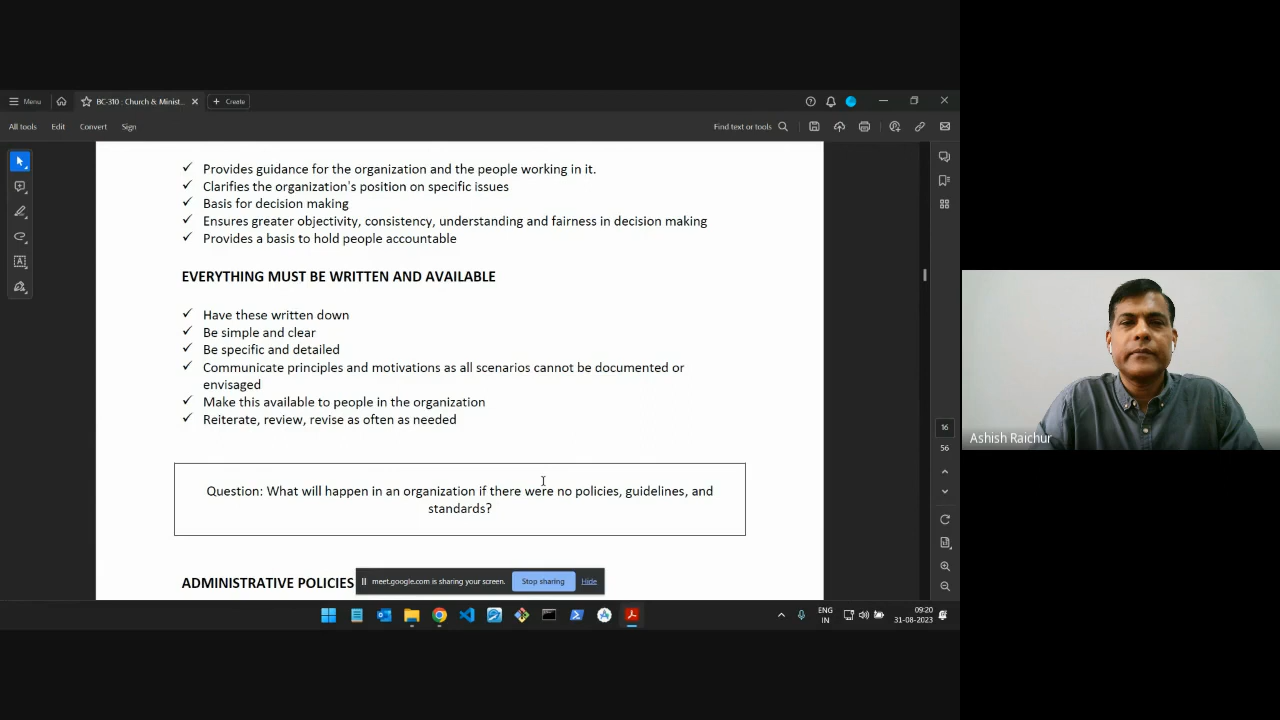 Menu
BC-310 : Church & Minist...
Create
All tools
Edit
Convert
Sign
Find text or tools
Provides guidance for the organization and the people working in it.
Clarifies the organization's position on specific issues
Basis for decision making
Ensures greater objectivity, consistency, understanding and fairness in decision making
Provides a basis to hold people accountable
EVERYTHING MUST BE WRITTEN AND AVAILABLE
Have these written down
Be simple and clear
Be specific and detailed
Communicate principles and motivations as all scenarios cannot be documented or
envisaged
Make this available to people in the organization
Reiterate, review, revise as often as needed
Question: What will happen in an organization if there were no policies, guidelines, and
standards?
ADMINISTRATIVE POLICIES
meet.google.com is sharing your screen.
Stop sharing
Hide
16
56
Ashish Raichur
ENG
IN
09:20
31-08-2023